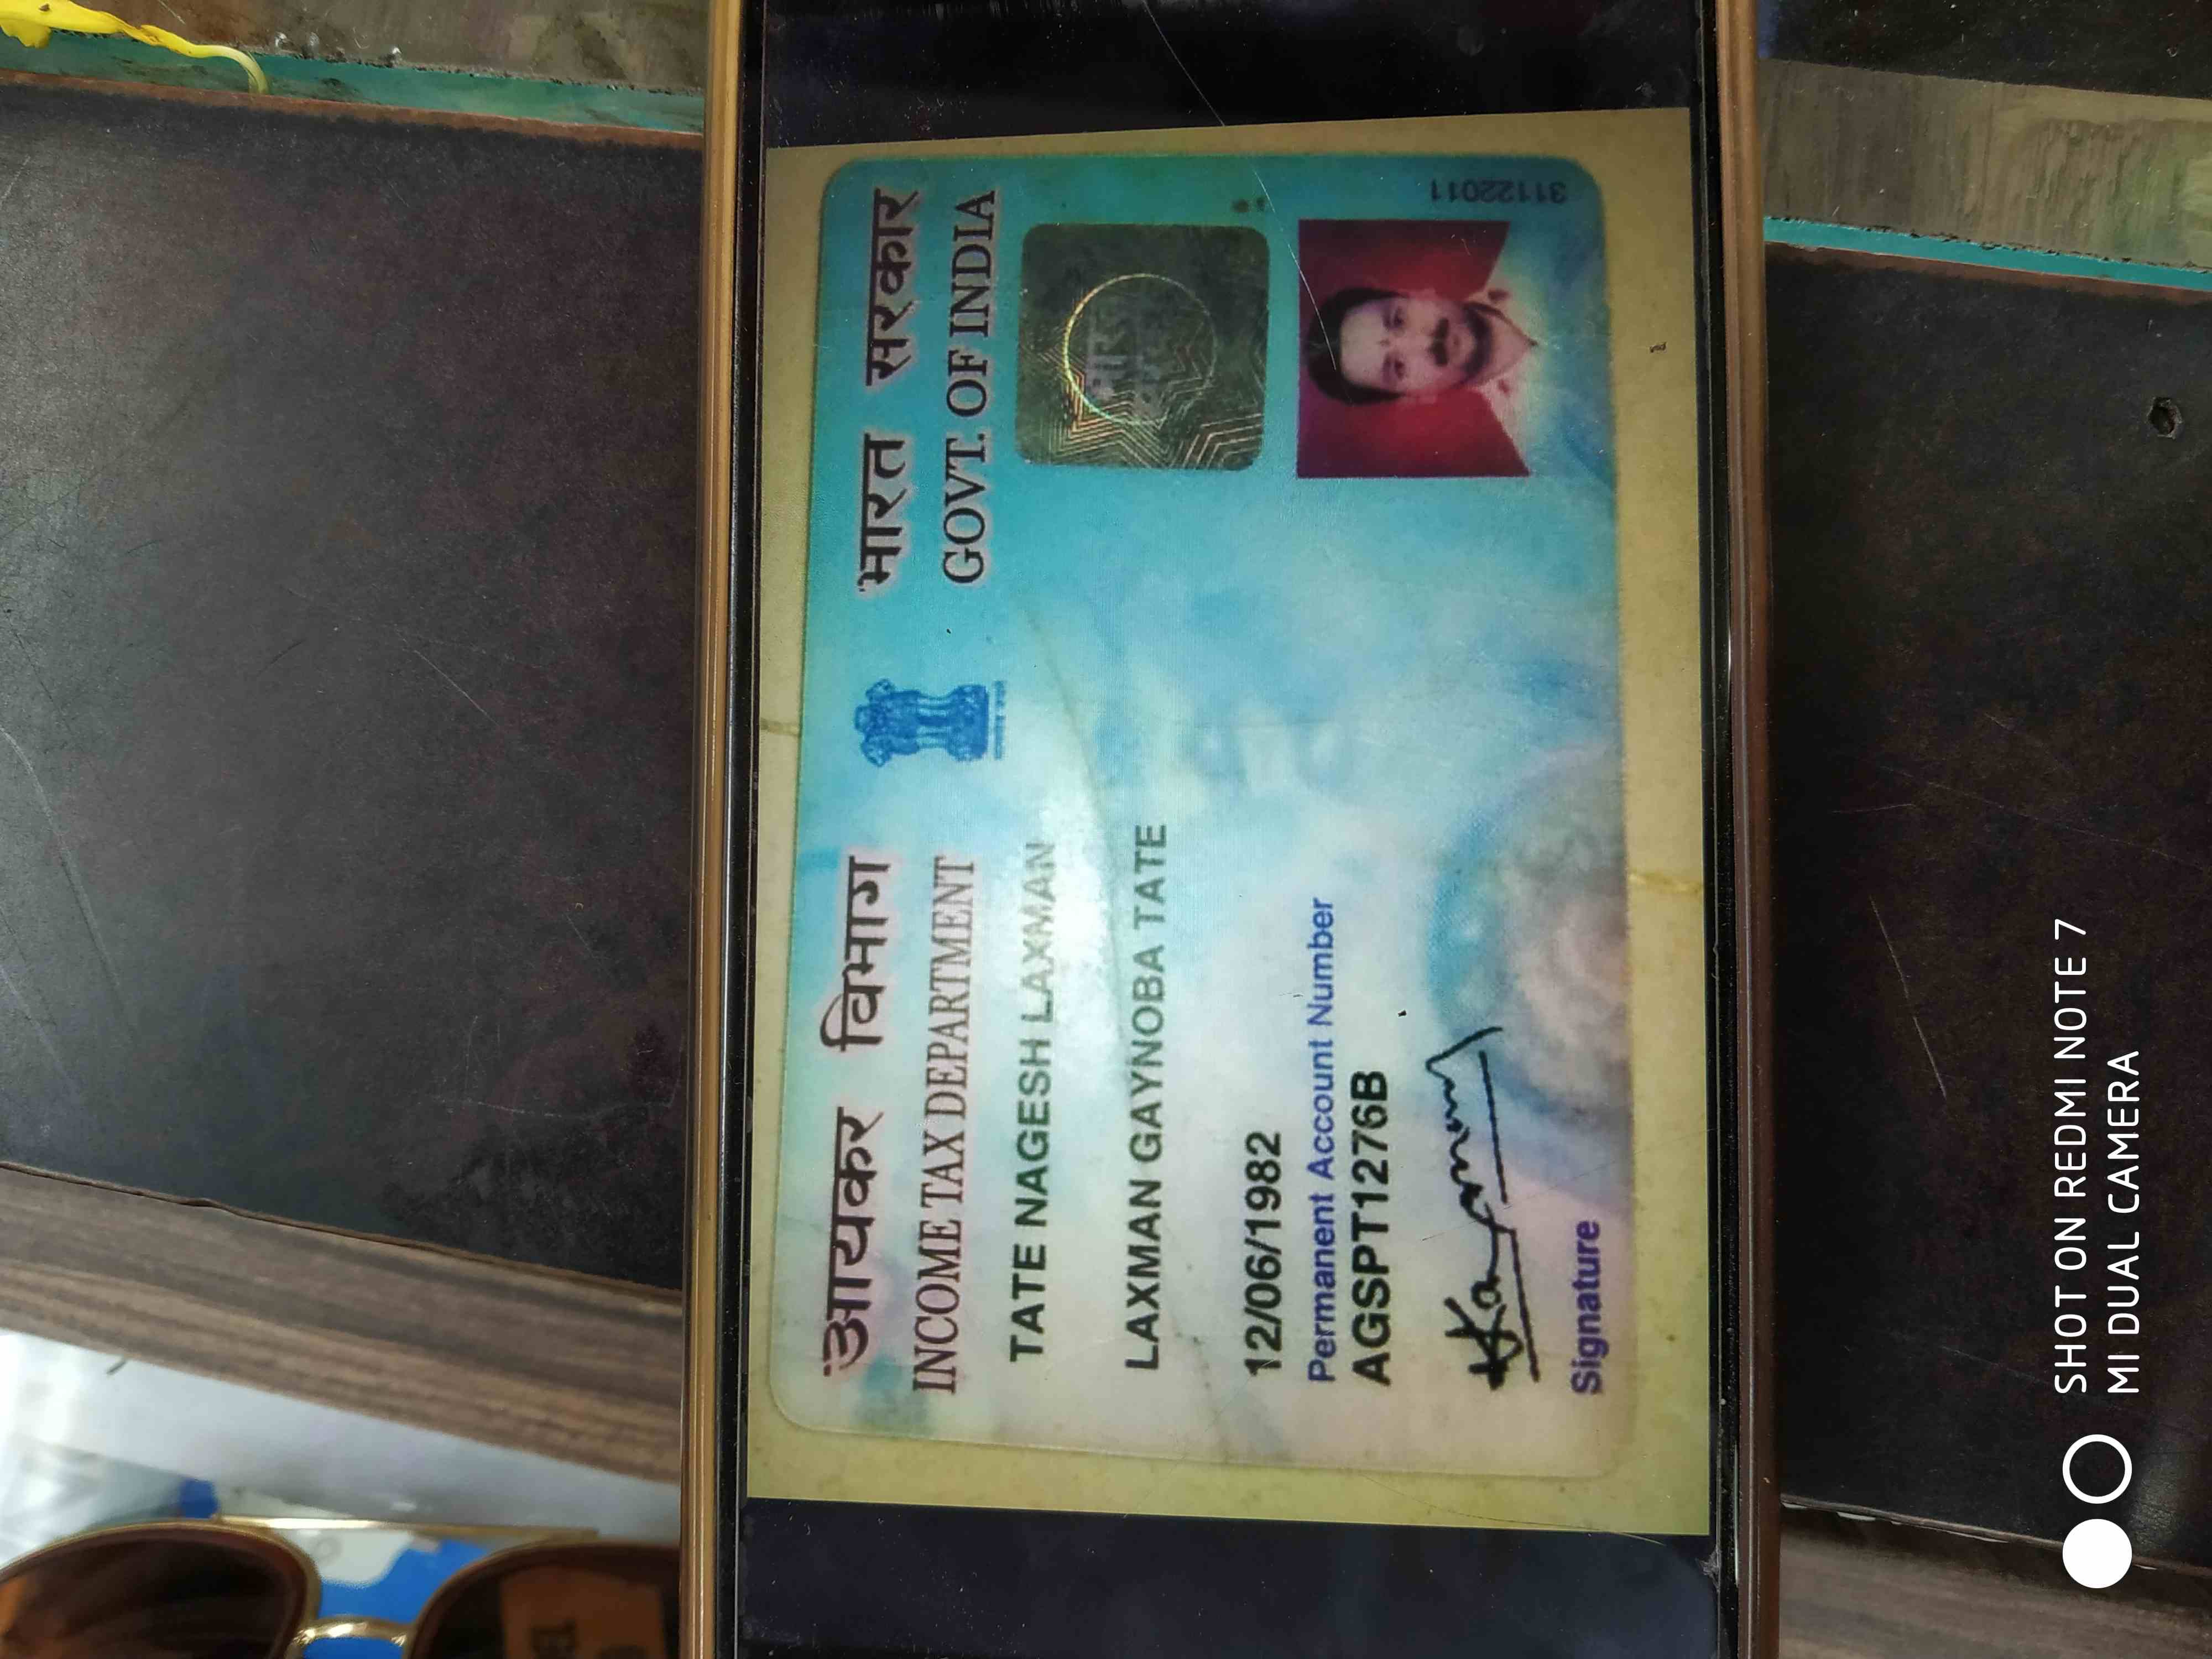 आयकर विभाग
INCOME TAX DEPARTMENT
भारत सरकार
GOVT. OF INDIA
TATE NAGESH LAXMAN
LAXMAN GAYNOBA TATE
12/06/1982
Permanent Account Number
AGSPT1276B
Signature
31122011
SHOT ON REDMI NOTE 7
MI DUAL CAMERA